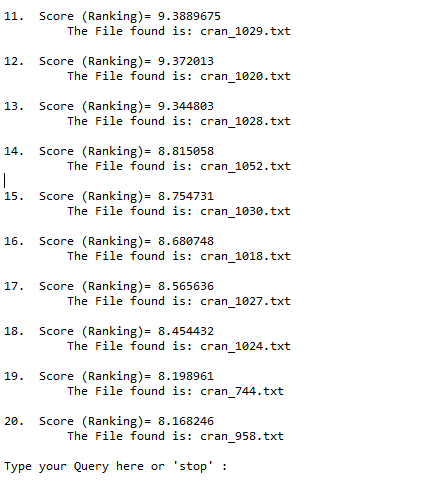 11.  Score (Ranking)= 9.3889675
The File found is: cran_1029.txt
12.  Score (Ranking)= 9.372013
The File found is: cran_1020.txt
13.  Score (Ranking)= 9.344803
The File found is: cran_1028.txt
14.  Score (Ranking)= 8.815058
The File found is: cran_1052.txt
15.  Score (Ranking)= 8.754731
The File found is: cran_1030.txt
16.  Score (Ranking)= 8.680748
The File found is: cran_1018.txt
17.  Score (Ranking)= 8.565636
The File found is: cran_1027.txt
18.  Score (Ranking)= 8.454432
The File found is: cran_1024.txt
19.  Score (Ranking)= 8.198961
The File found is: cran_744.txt
20.  Score (Ranking)= 8.168246
The File found is: cran_958.txt
Type your Query here or 'stop' :